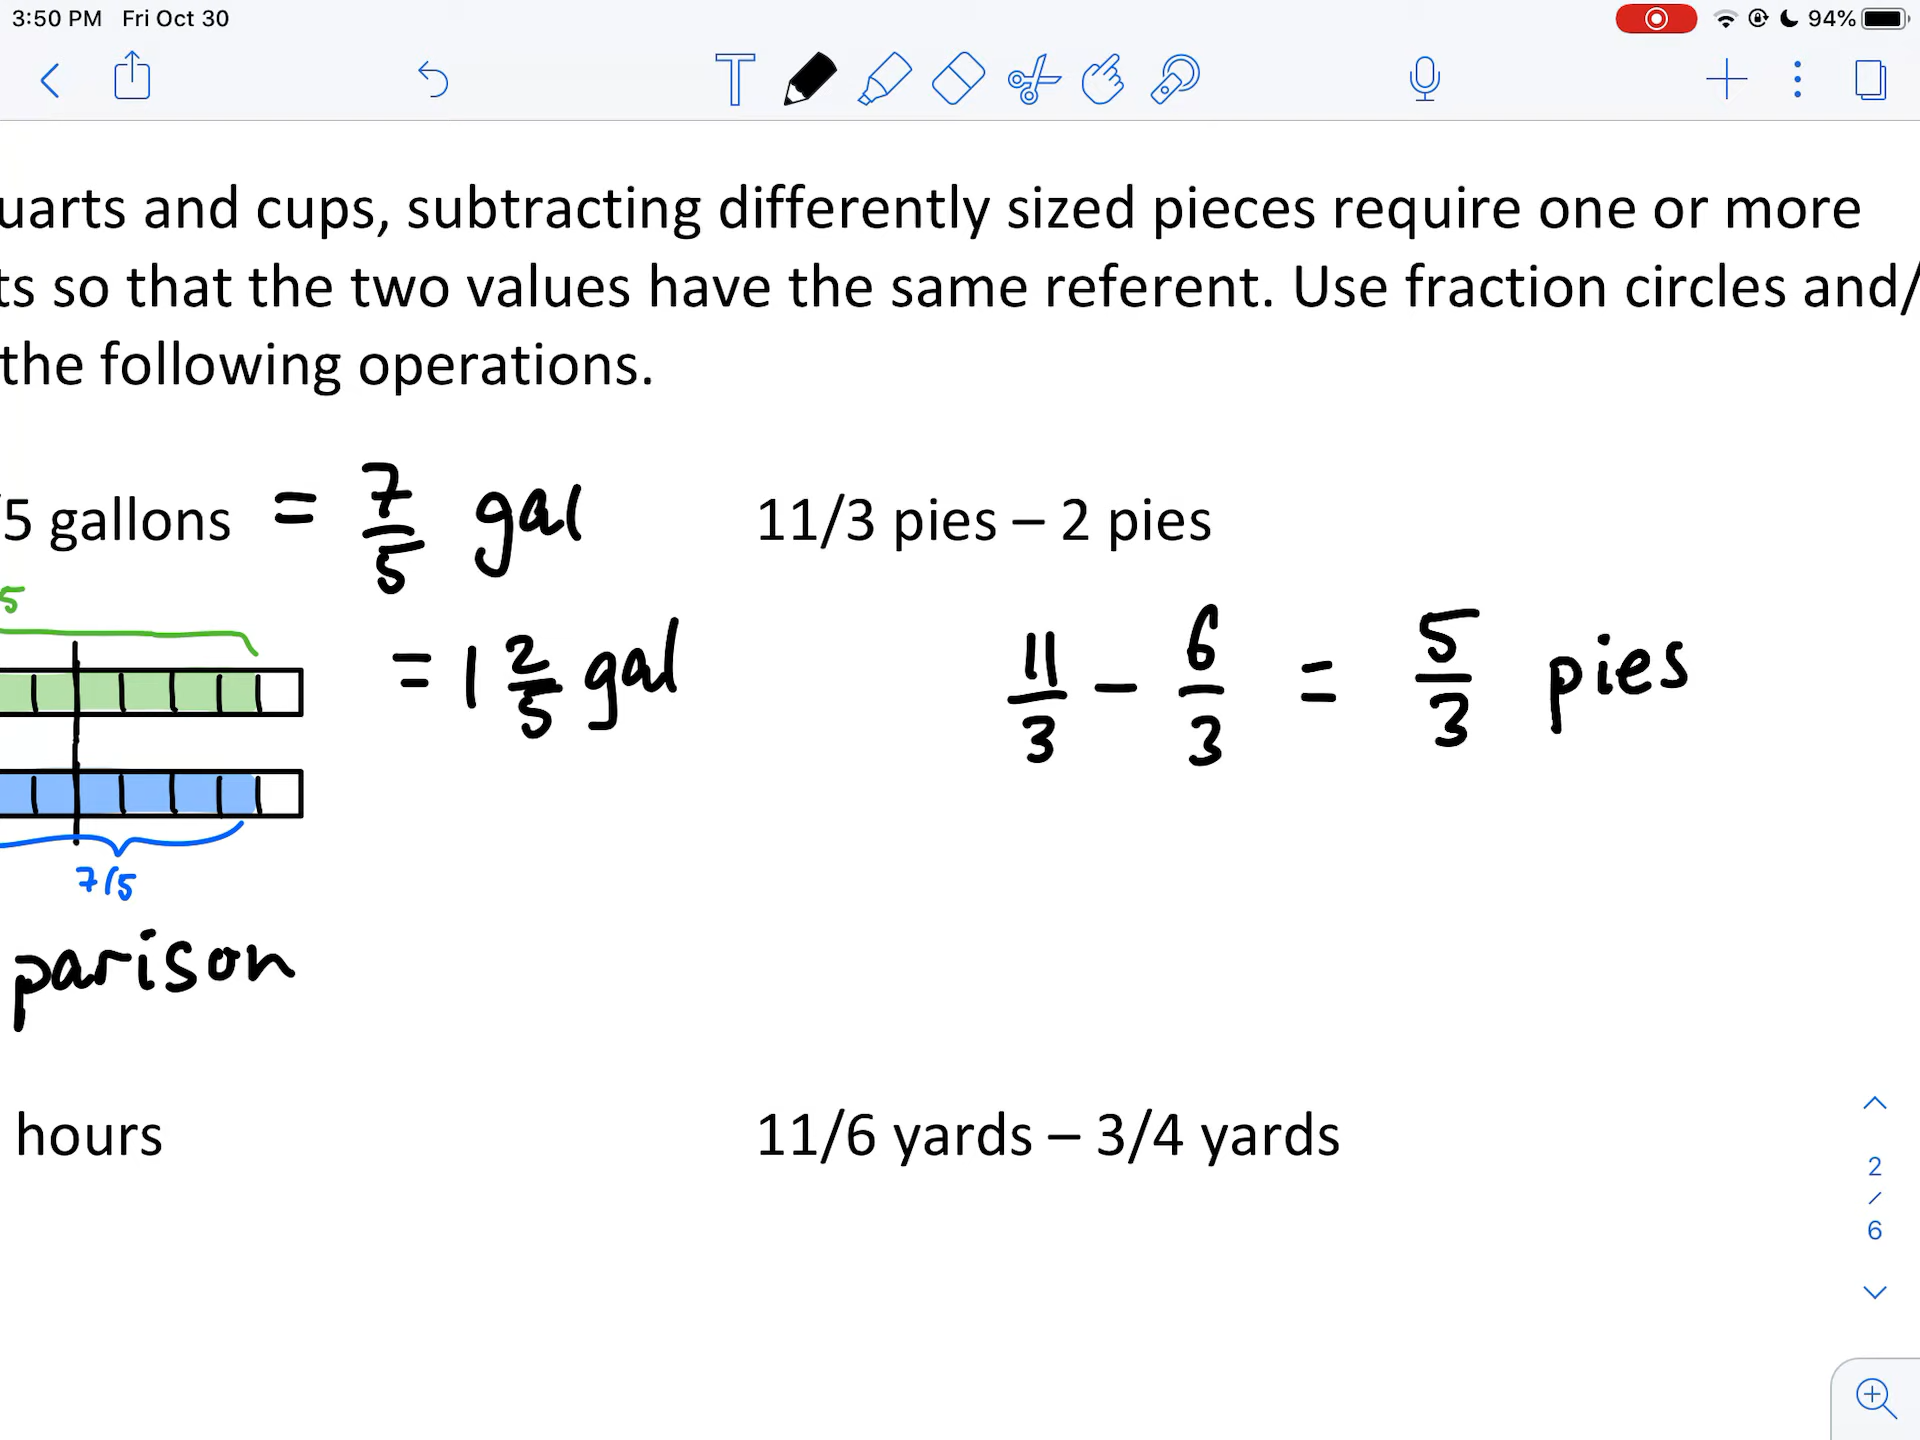 3:50 PM Fri Oct 30 94%
uarts and cups, subtracting differently sized pieces require one or more
ts so that the two values have the same referent. Use fraction circles and/
the following operations.
5 gallons = 7/5 gal
= 1 2/5 gal
5
7/5
parison
11/3 pies – 2 pies
11/3 - 6/3 = 5/3 pies
hours
11/6 yards – 3/4 yards
2
/
6